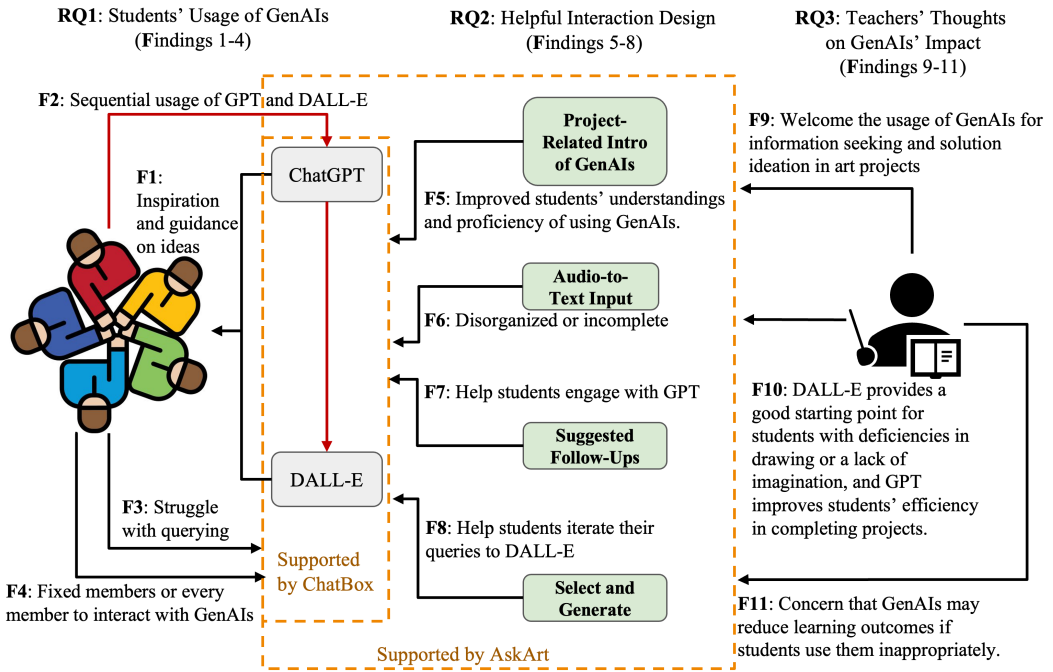 RQ1: Students' Usage of GenAIs
(Findings 1-4)
RQ2: Helpful Interaction Design
(Findings 5-8)
RQ3: Teachers' Thoughts
on GenAIs' Impact
(Findings 9-11)
F2: Sequential usage of GPT and DALL-E
F1:
Inspiration
and guidance
on ideas
ChatGPT
DALL-E
F3: Struggle
with querying
F4: Fixed members or every
member to interact with GenAIs
Supported
by ChatBox
Project-
Related Intro
of GenAIs
F5: Improved students' understandings
and proficiency of using GenAIs.
Audio-to-
Text Input
F6: Disorganized or incomplete
F7: Help students engage with GPT
Suggested
Follow-Ups
F8: Help students iterate their
queries to DALL-E
Select and
Generate
Supported by AskArt
F9: Welcome the usage of GenAIs for
information seeking and solution
ideation in art projects
F10: DALL-E provides a
good starting point for
students with deficiencies in
drawing or a lack of
imagination, and GPT
improves students' efficiency
in completing projects.
F11: Concern that GenAIs may
reduce learning outcomes if
students use them inappropriately.